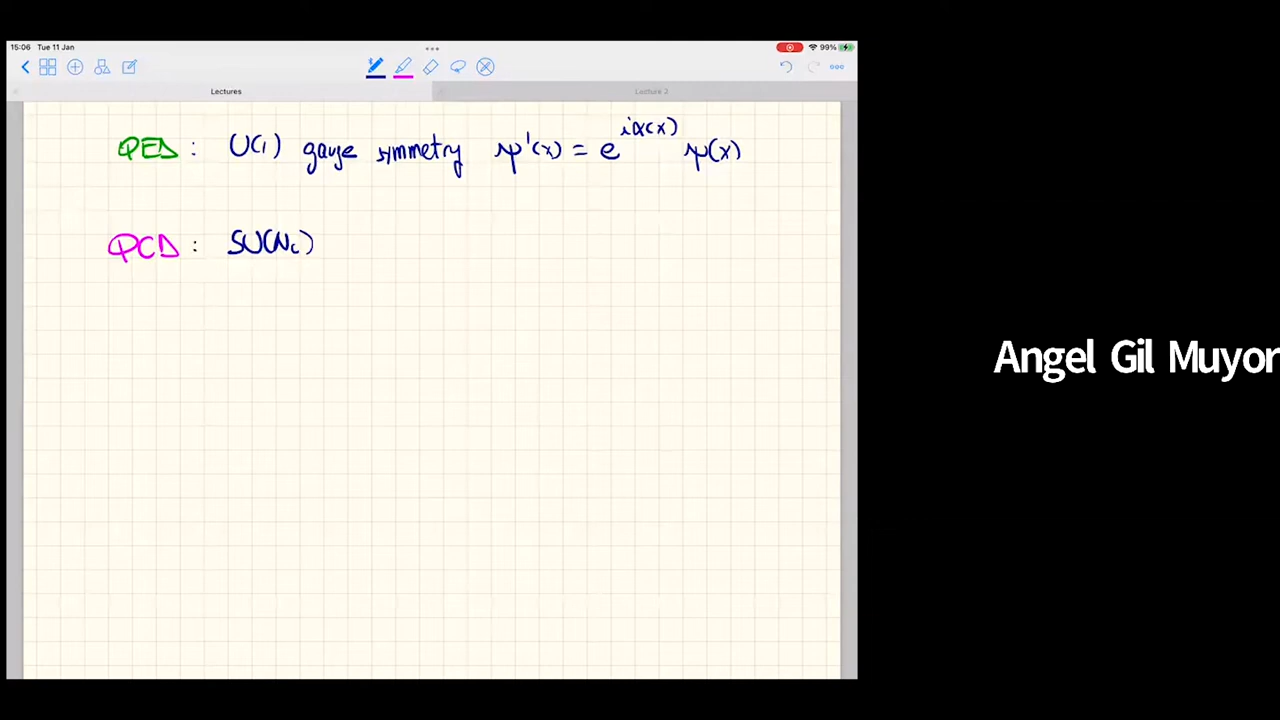 15:06 Tue 11 Jan 99%
Lectures Lecture 2
QED : U(1) gauge symmetry ψ'(x) = e^{iα(x)} ψ(x)
QCD : SU(N_c)
Angel Gil Muyor